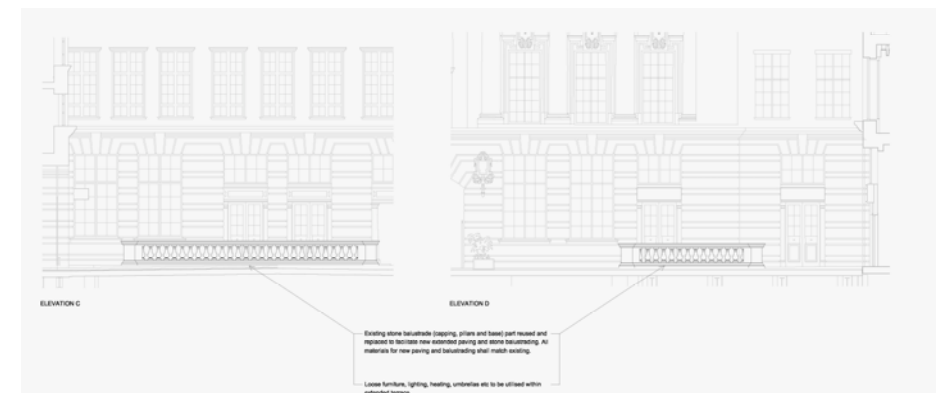 ELEVATION C
ELEVATION D
Existing stone balustrade (capping, pillars and base) part reused and
replaced to facilitate new extended paving and stone balustrading. All
materials for new paving and balustrading shall match existing.
Loose furniture, lighting, heating, umbrellas etc to be utilised within
extended terrace